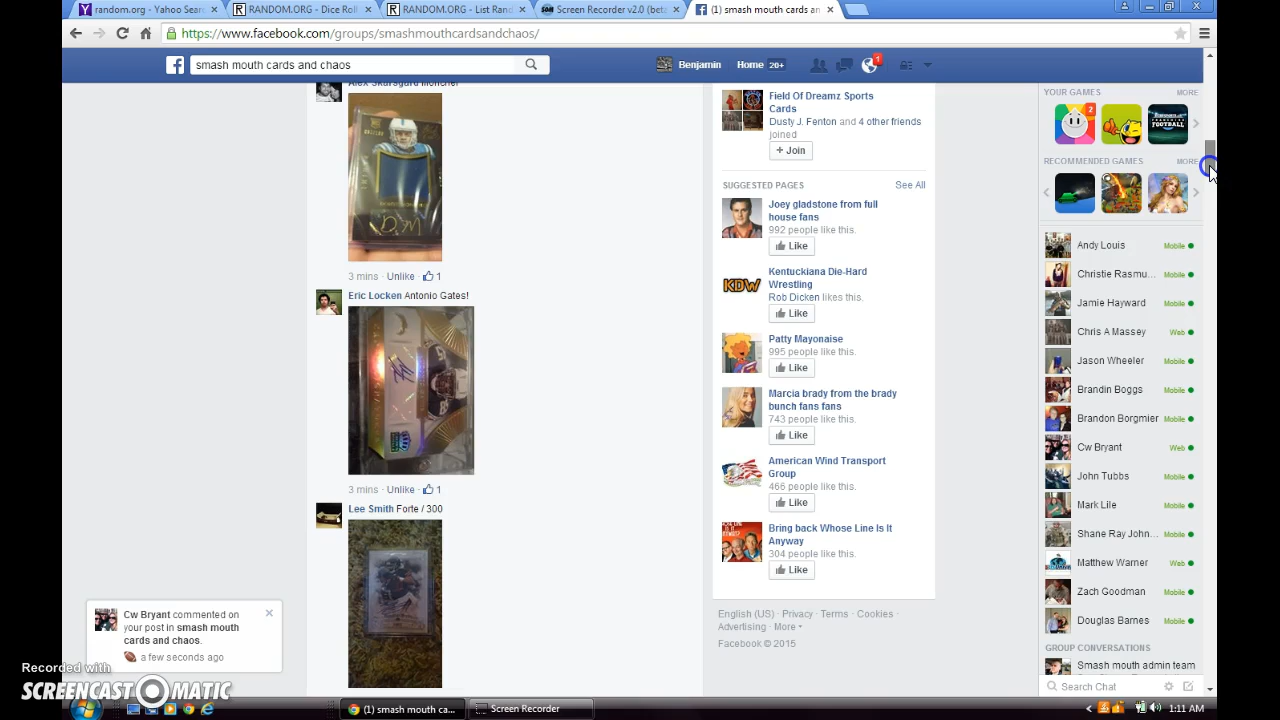 random.org - Yahoo Sear
RANDOM.ORG - Dice Roll
RANDOM.ORG - List Rand
Screen Recorder v2.0 (beta
(1) smash mouth cards an
https://www.facebook.com/groups/smashmouthcardsandchaos/
smash mouth cards and chaos
Benjamin
Home 20+
1
3 mins · Unlike · 1
Eric Locken Antonio Gates!
3 mins · Unlike · 1
Lee Smith Forte / 300
Field Of Dreamz Sports
Cards
Dusty J. Fenton and 4 other friends
joined
+ Join
SUGGESTED PAGES
See All
Joey gladstone from full
house fans
992 people like this.
Like
KDW
Kentuckiana Die-Hard
Wrestling
Rob Dicken likes this.
Like
Patty Mayonaise
995 people like this.
Like
Marcia brady from the brady
bunch fans fans
743 people like this.
Like
American Wind Transport
Group
466 people like this.
Like
Bring back Whose Line Is It
Anyway
304 people like this.
Like
English (US) · Privacy · Terms · Cookies ·
Advertising · More
Facebook © 2015
YOUR GAMES
MORE
2
FOOTBALL
RECOMMENDED GAMES
MORE
Andy Louis Mobile
Christie Rasmu... Mobile
Jamie Hayward Mobile
Chris A Massey Web
Jason Wheeler Mobile
Brandin Boggs Mobile
Brandon Borgmier Mobile
Cw Bryant Web
John Tubbs Mobile
Mark Lile Mobile
Shane Ray John... Mobile
Matthew Warner Web
Zach Goodman Mobile
Douglas Barnes Mobile
GROUP CONVERSATIONS
Smash mouth admin team
Search Chat
Cw Bryant commented on
your post in smash mouth
cards and chaos.
a few seconds ago
Recorded with
SCREENCAST MATIC
(1) smash mouth ca...
Screen Recorder
1:11 AM